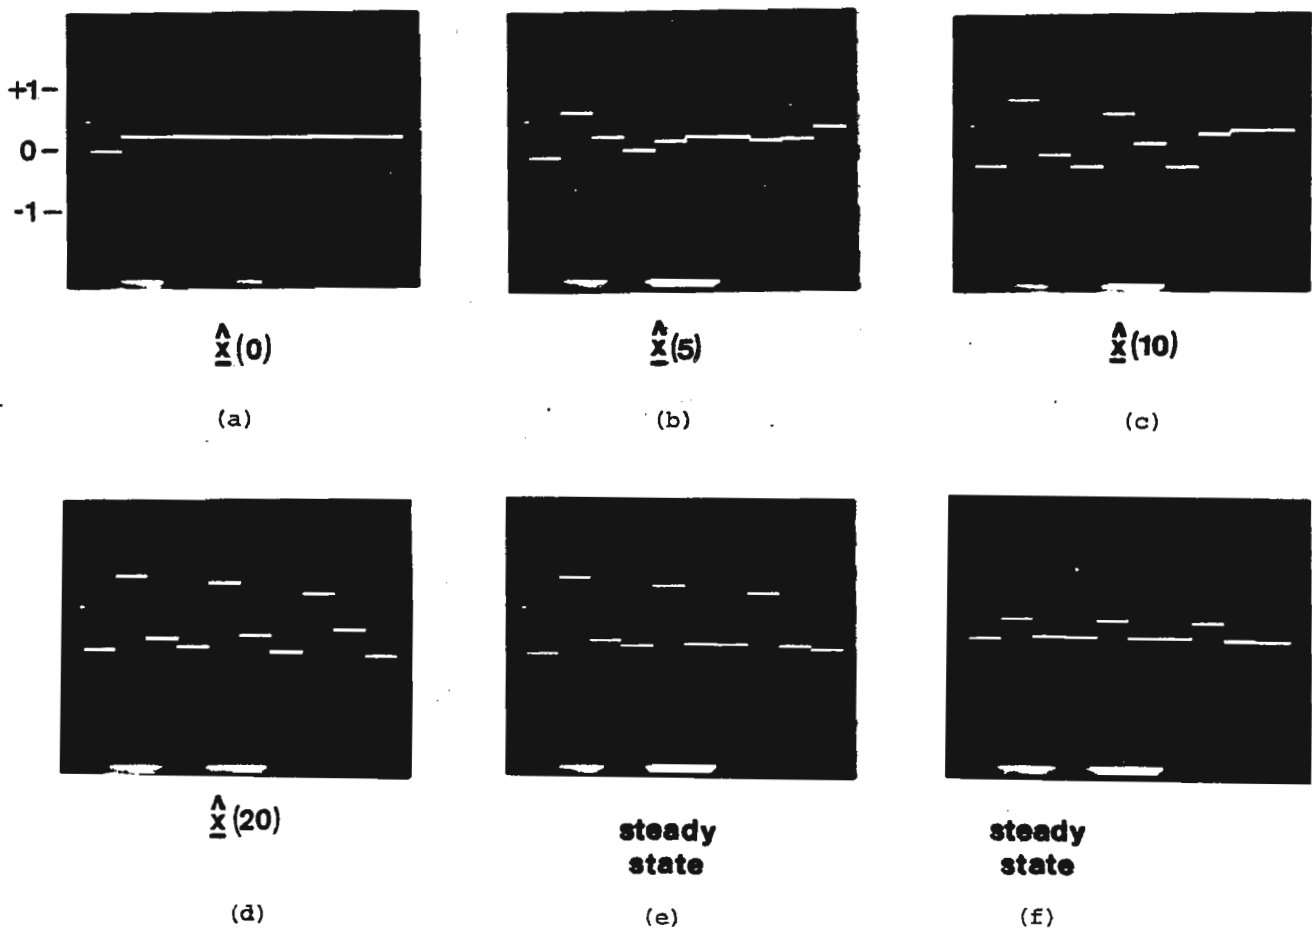 +1-
0-
-1-
x̂(0)
x̂(5)
x̂(10)
(a)
(b)
(c)
x̂(20)
steady
state
steady
state
(d)
(e)
(f)